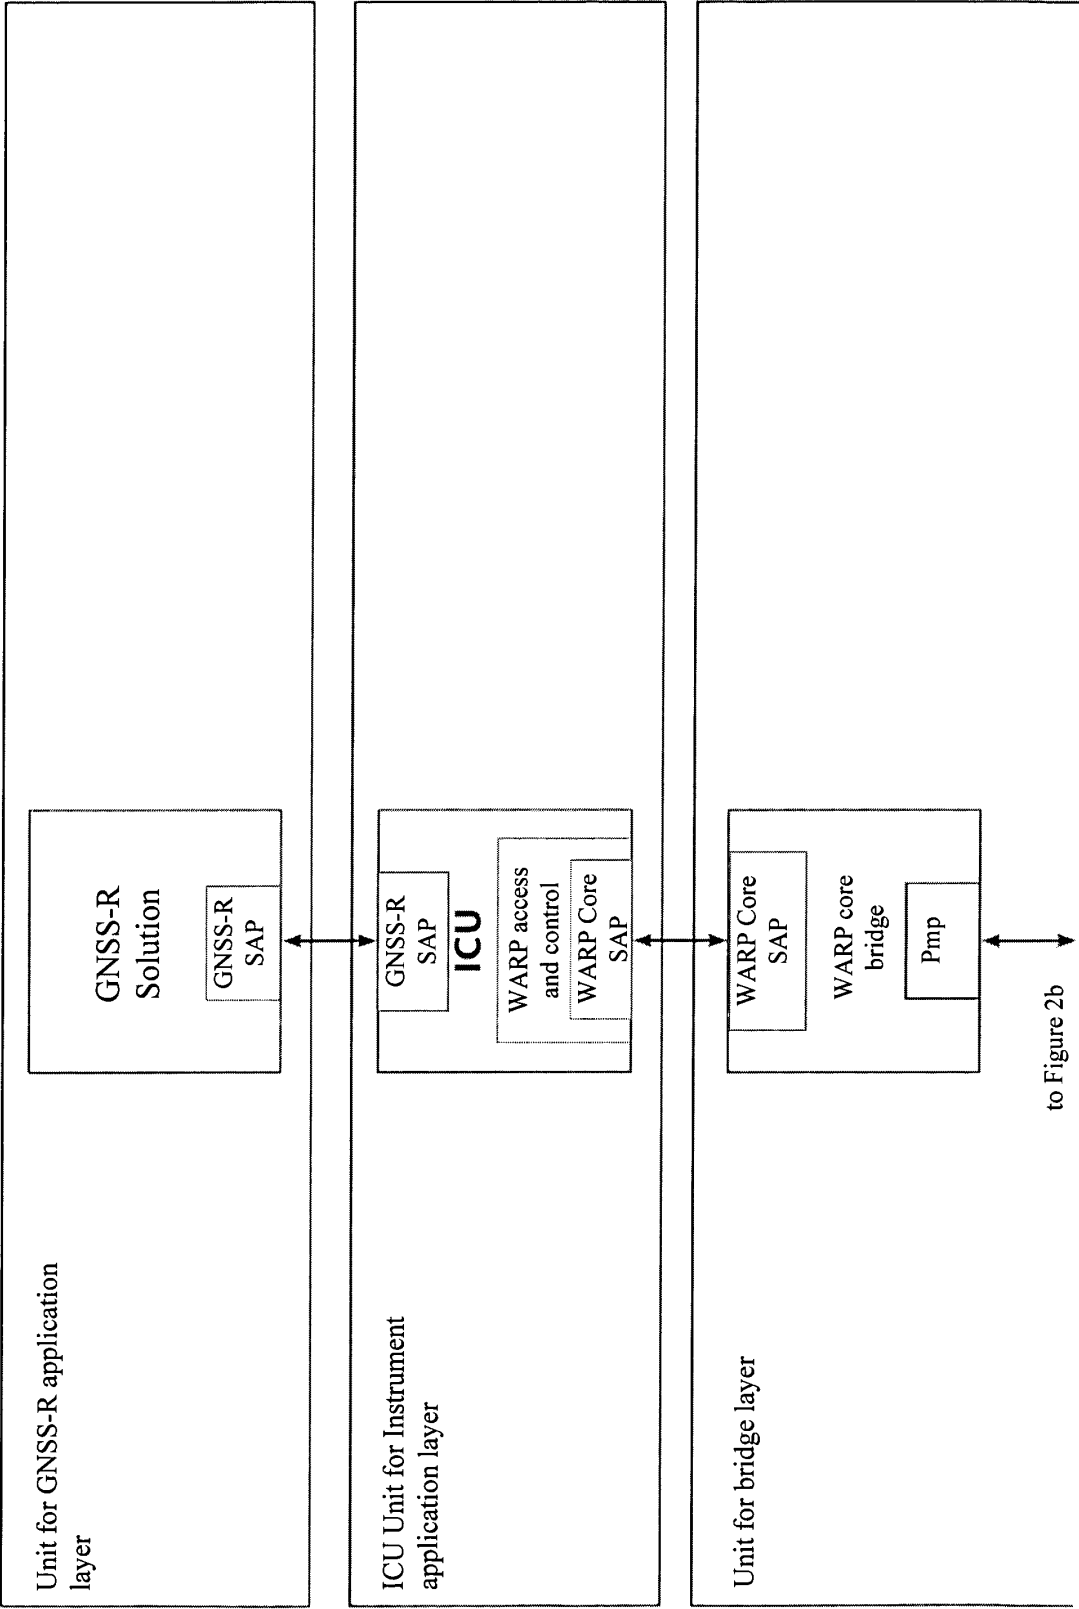 Unit for GNSS-R application
layer
GNSS-R
Solution
GNSS-R
SAP
ICU Unit for Instrument
application layer
GNSS-R
SAP
ICU
WARP access
and control
WARP Core
SAP
Unit for bridge layer
WARP Core
SAP
WARP core
bridge
Pmp
to Figure 2b